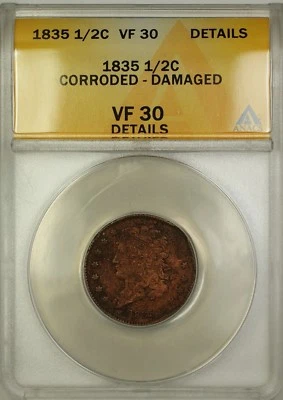 1835 1/2C VF 30 DETAILS
1835 1/2C
CORRODED - DAMAGED
VF 30
DETAILS